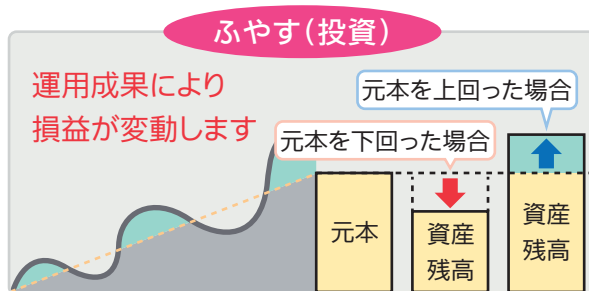 ふやす（投資）
運用成果により
損益が変動します
元本を上回った場合
元本を下回った場合
元本
資産
残高
資産
残高